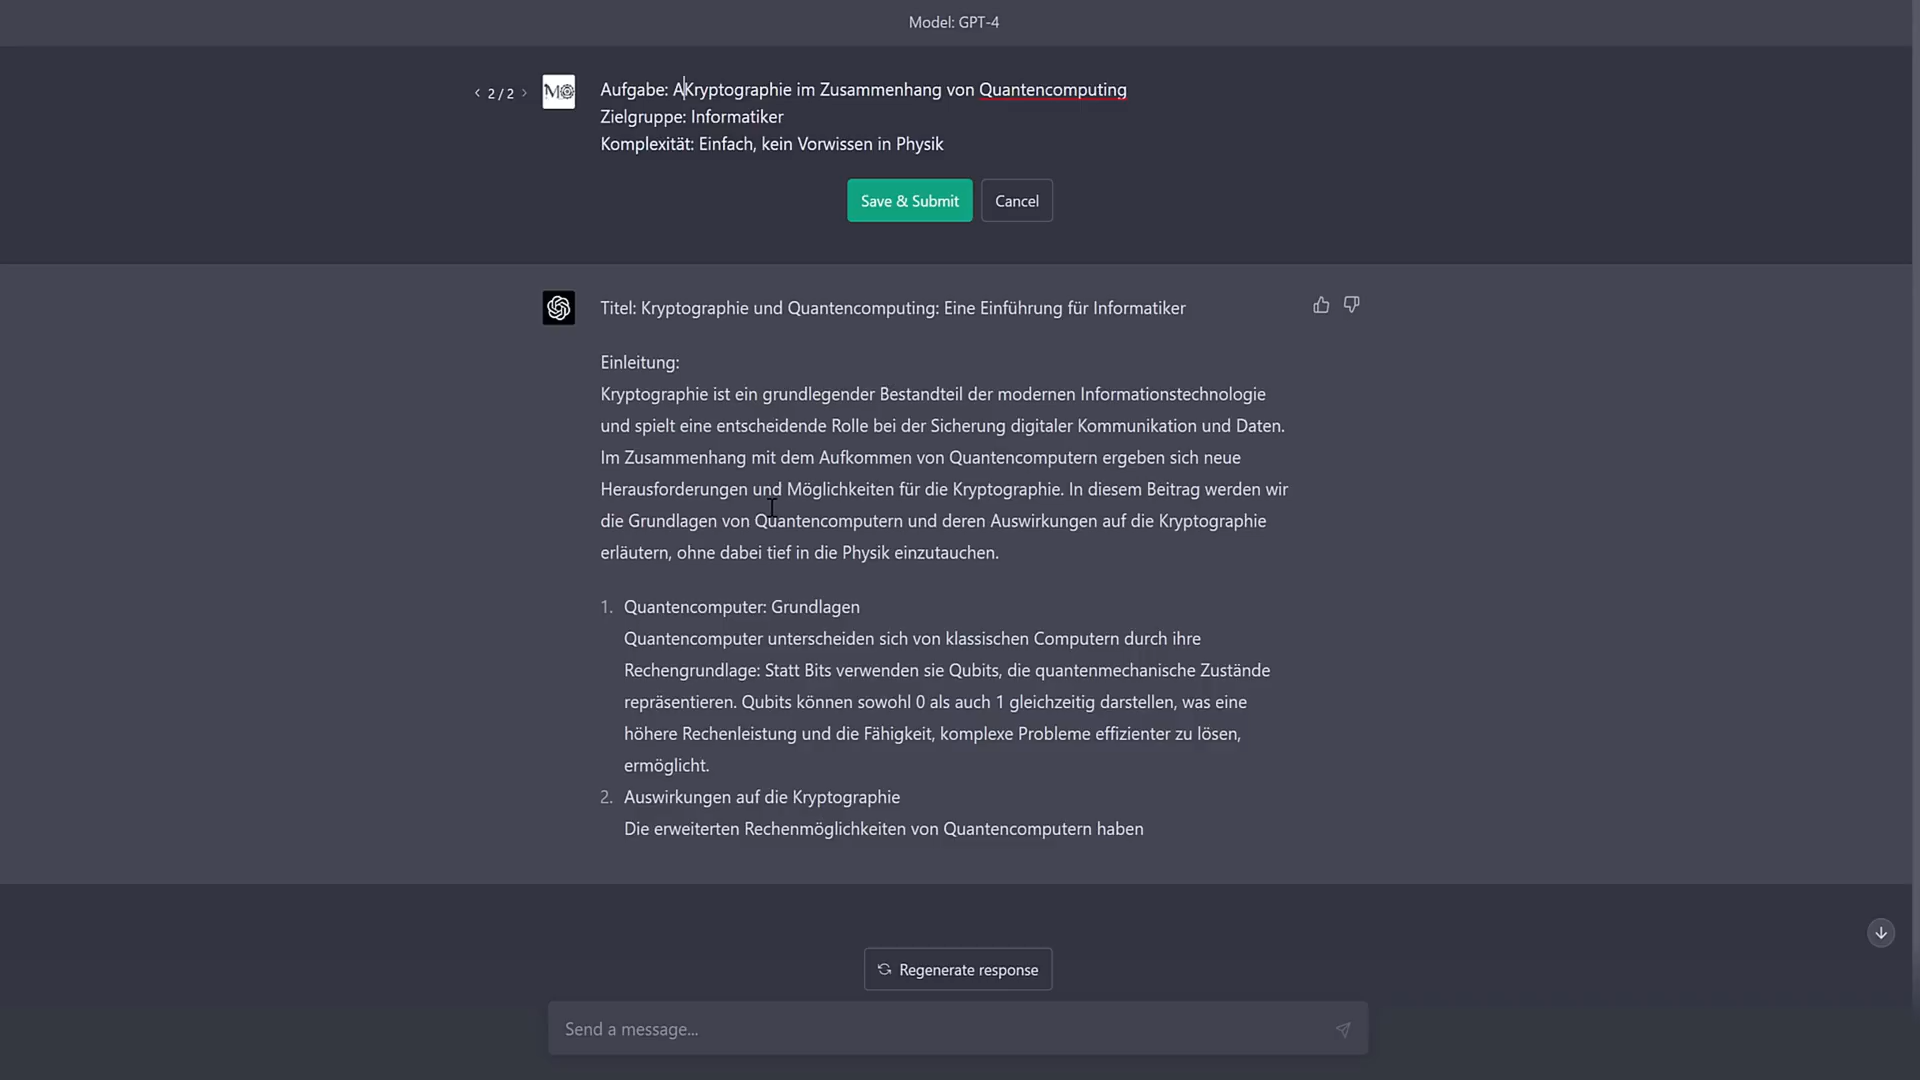 Model: GPT-4
< 2 / 2 >
MO
Aufgabe: AKryptographie im Zusammenhang von Quantencomputing
Zielgruppe: Informatiker
Komplexität: Einfach, kein Vorwissen in Physik
Save & Submit
Cancel
Titel: Kryptographie und Quantencomputing: Eine Einführung für Informatiker
Einleitung:
Kryptographie ist ein grundlegender Bestandteil der modernen Informationstechnologie
und spielt eine entscheidende Rolle bei der Sicherung digitaler Kommunikation und Daten.
Im Zusammenhang mit dem Aufkommen von Quantencomputern ergeben sich neue
Herausforderungen und Möglichkeiten für die Kryptographie. In diesem Beitrag werden wir
die Grundlagen von Quantencomputern und deren Auswirkungen auf die Kryptographie
erläutern, ohne dabei tief in die Physik einzutauchen.
1. Quantencomputer: Grundlagen
Quantencomputer unterscheiden sich von klassischen Computern durch ihre
Rechengrundlage: Statt Bits verwenden sie Qubits, die quantenmechanische Zustände
repräsentieren. Qubits können sowohl 0 als auch 1 gleichzeitig darstellen, was eine
höhere Rechenleistung und die Fähigkeit, komplexe Probleme effizienter zu lösen,
ermöglicht.
2. Auswirkungen auf die Kryptographie
Die erweiterten Rechenmöglichkeiten von Quantencomputern haben
Regenerate response
Send a message...